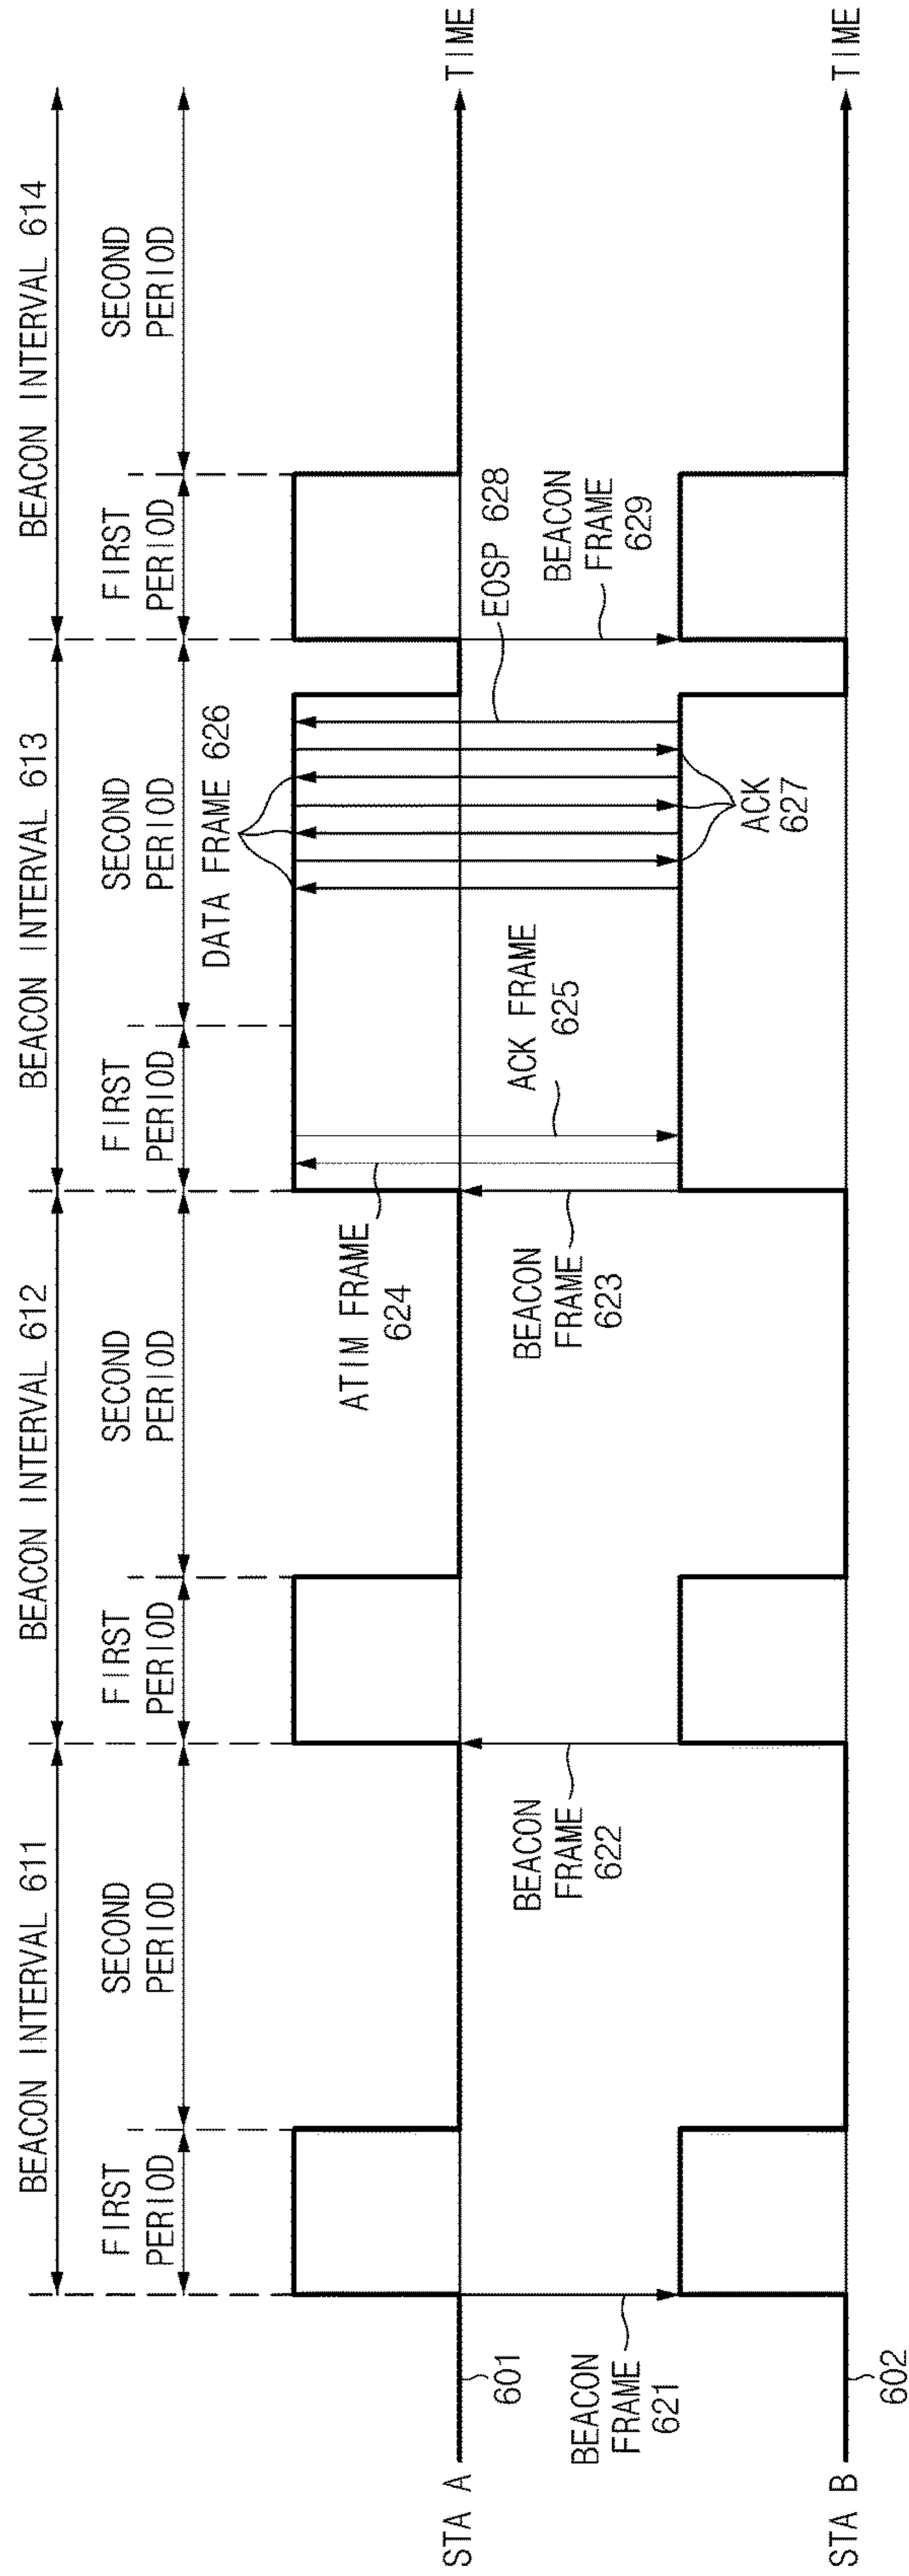 BEACON INTERVAL 611
BEACON INTERVAL 612
BEACON INTERVAL 613
BEACON INTERVAL 614
FIRST
PERIOD
SECOND
PERIOD
FIRST
PERIOD
SECOND
PERIOD
FIRST
PERIOD
SECOND
PERIOD
FIRST
PERIOD
SECOND
PERIOD
DATA FRAME 626
ATIM FRAME
624
STA A
601
TIME
BEACON
FRAME
621
BEACON
FRAME
622
BEACON
FRAME
623
ACK FRAME
625
EOSP 628
BEACON
FRAME
629
ACK
627
STA B
602
TIME